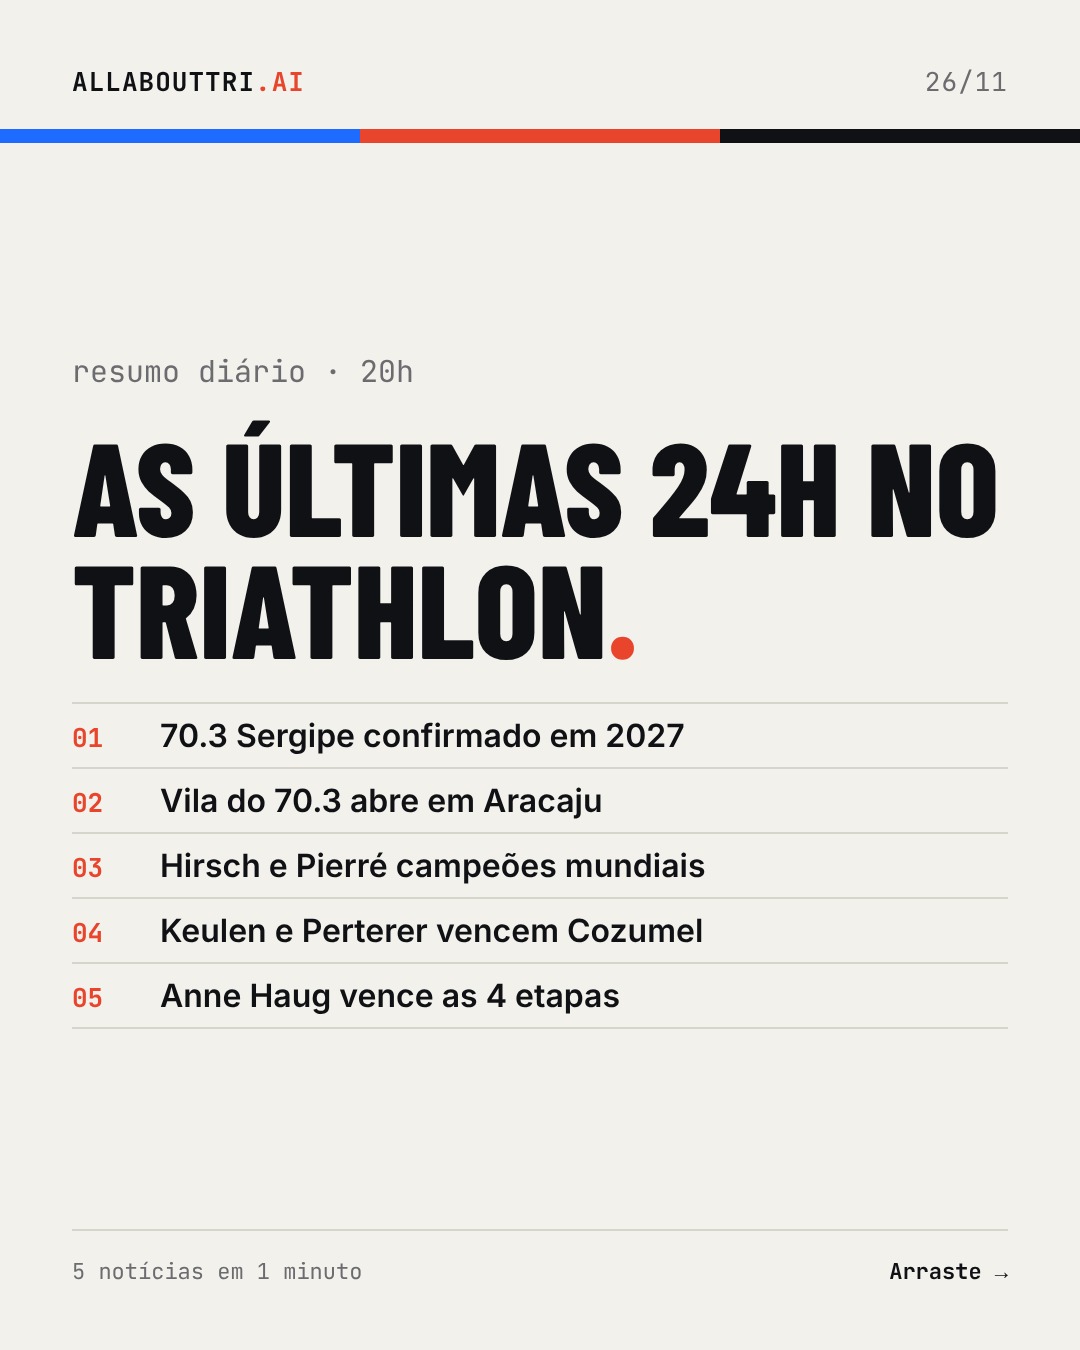 ALLABOUTTRI.AI
26/11
resumo diário · 20h
AS ÚLTIMAS 24H NO
TRIATHLON.
01 70.3 Sergipe confirmado em 2027
02 Vila do 70.3 abre em Aracaju
03 Hirsch e Pierré campeões mundiais
04 Keulen e Perterer vencem Cozumel
05 Anne Haug vence as 4 etapas
5 notícias em 1 minuto
Arraste →